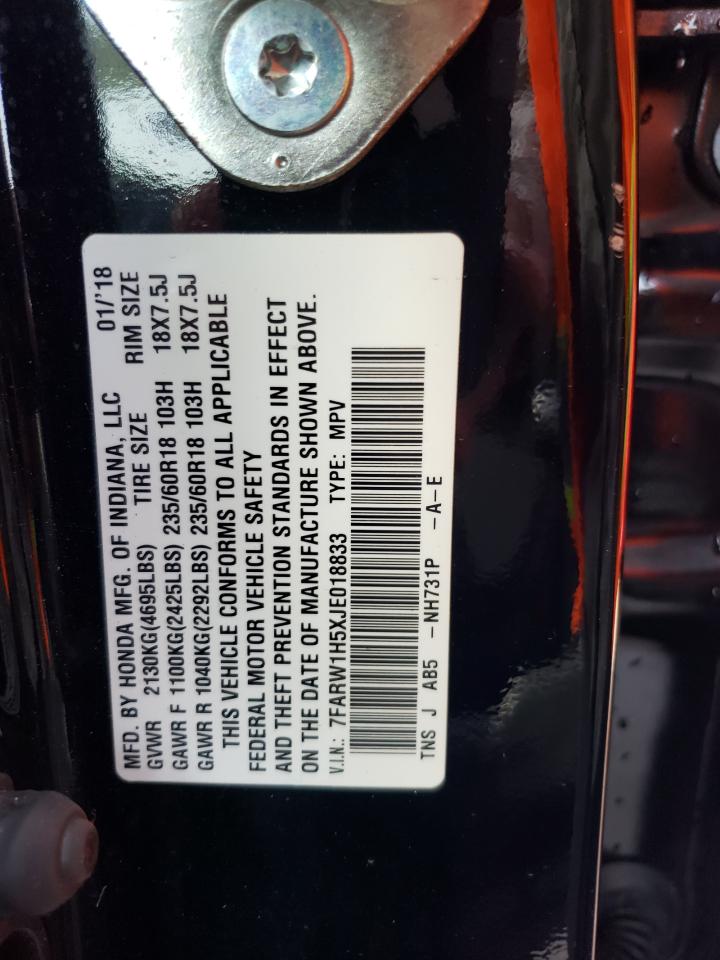 MFD. BY HONDA MFG. OF INDIANA, LLC 01/'18
GVWR 2130KG(4695LBS) TIRE SIZE RIM SIZE
GAWR F 1100KG(2425LBS) 235/60R18 103H 18X7.5J
GAWR R 1040KG(2292LBS) 235/60R18 103H 18X7.5J
THIS VEHICLE CONFORMS TO ALL APPLICABLE
FEDERAL MOTOR VEHICLE SAFETY
AND THEFT PREVENTION STANDARDS IN EFFECT
ON THE DATE OF MANUFACTURE SHOWN ABOVE.
V.I.N.: 7FARW1H5XJE018833 TYPE: MPV
TNS J AB5 -NH731P -A-E